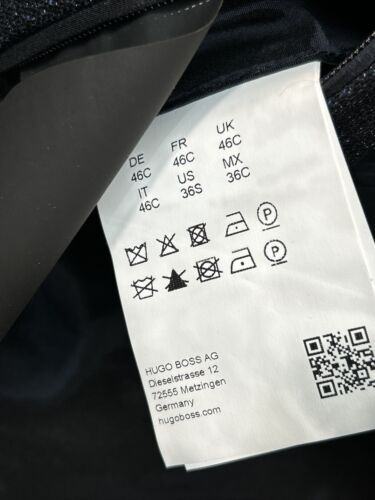 DE FR UK
46C 46C 46C
IT US MX
46C 36S 36C
P
P
HUGO BOSS AG
Dieselstrasse 12
72555 Metzingen
Germany
hugoboss.com